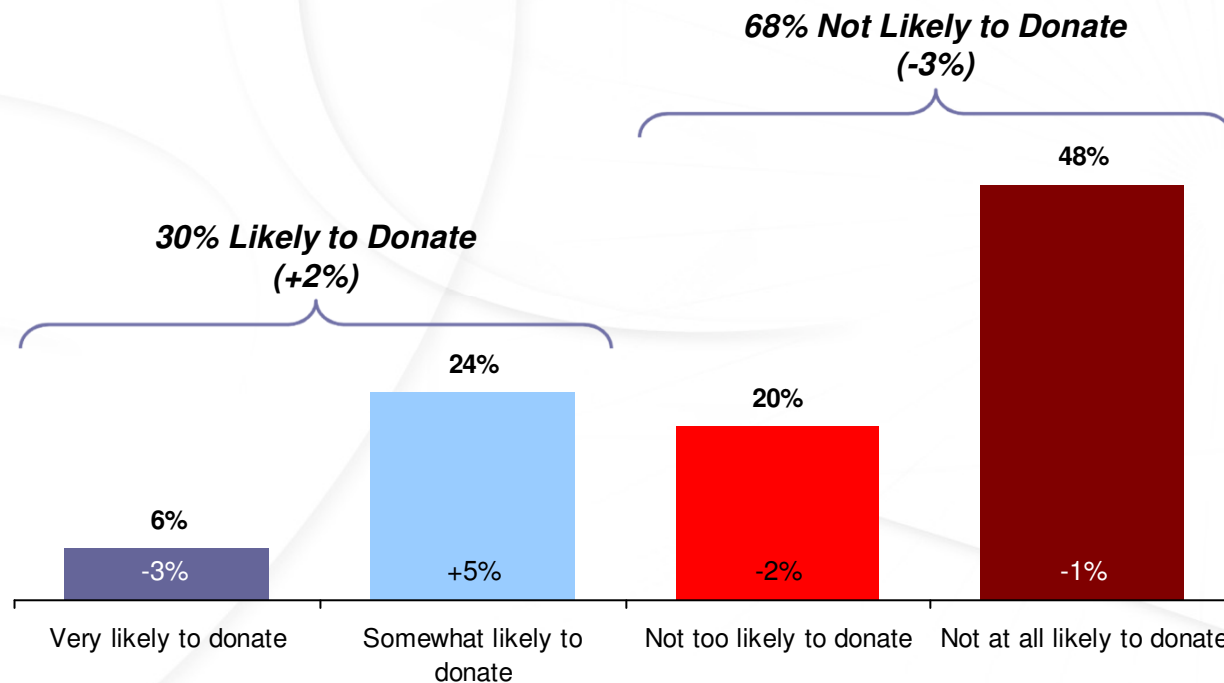 68% Not Likely to Donate
(-3%)
48%
30% Likely to Donate
(+2%)
24%
20%
6%
-3%
+5%
-2%
-1%
Very likely to donate
Somewhat likely to
donate
Not too likely to donate
Not at all likely to donate